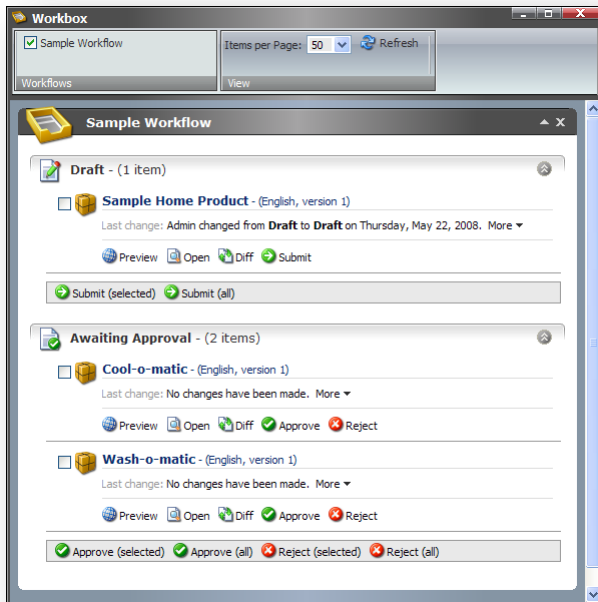 Workbox
Sample Workflow
Items per Page: 50 Refresh
Workflows
View
Sample Workflow
Draft - (1 item)
Sample Home Product - (English, version 1)
Last change: Admin changed from Draft to Draft on Thursday, May 22, 2008. More
Preview Open Diff Submit
Submit (selected) Submit (all)
Awaiting Approval - (2 items)
Cool-o-matic - (English, version 1)
Last change: No changes have been made. More
Preview Open Diff Approve Reject
Wash-o-matic - (English, version 1)
Last change: No changes have been made. More
Preview Open Diff Approve Reject
Approve (selected) Approve (all) Reject (selected) Reject (all)